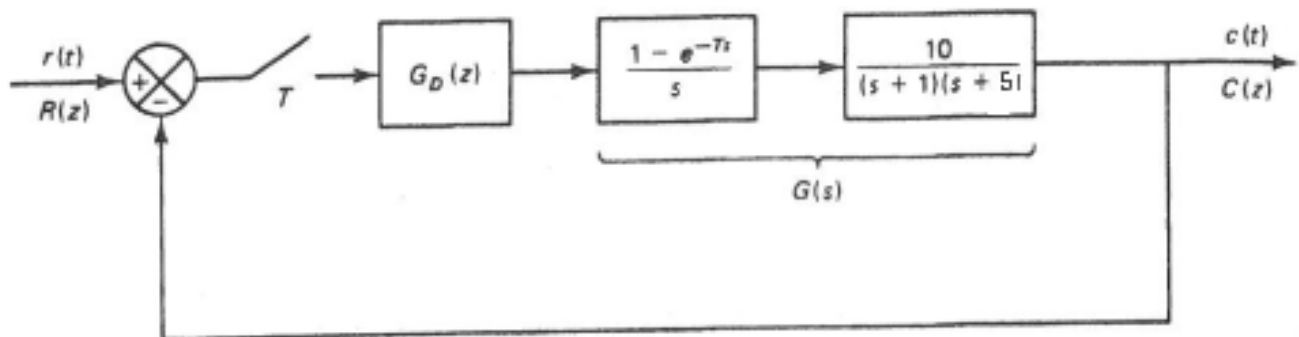 r(t)
R(z)
+
−
T
G_D(z)
1 − e^{−Ts}
s
10
(s + 1)(s + 5)
G(s)
c(t)
C(z)